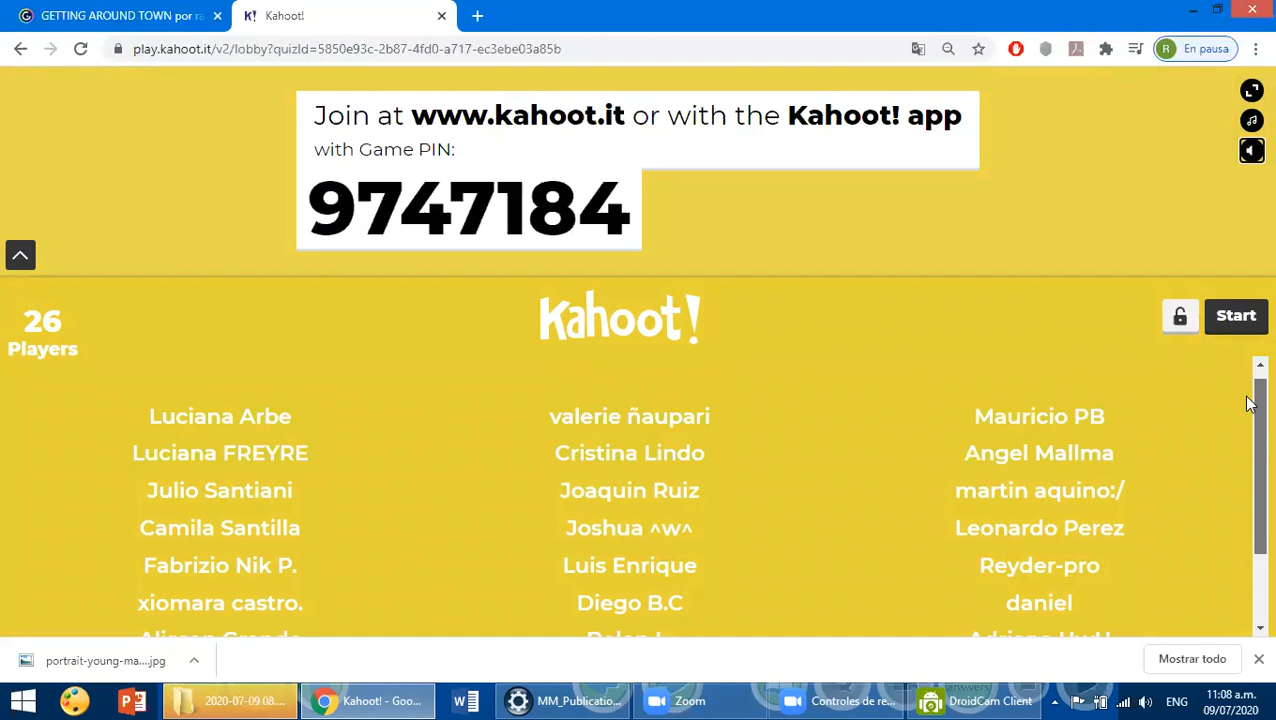 GETTING AROUND TOWN por ra
Kahoot!
play.kahoot.it/v2/lobby?quizId=5850e93c-2b87-4fd0-a717-ec3ebe03a85b
R En pausa
Join at www.kahoot.it or with the Kahoot! app
with Game PIN:
9747184
26
Players
Kahoot!
Start
Luciana Arbe valerie ñaupari Mauricio PB
Luciana FREYRE Cristina Lindo Angel Mallma
Julio Santiani Joaquin Ruiz martin aquino:/
Camila Santilla Joshua ^w^ Leonardo Perez
Fabrizio Nik P. Luis Enrique Reyder-pro
xiomara castro. Diego B.C daniel
portrait-young-ma....jpg
Mostrar todo
2020-07-09 08....
Kahoot! - Goo...
MM_Publication...
Zoom
Controles de re...
answers!
DroidCam Client
ENG
11:08 a.m.
09/07/2020